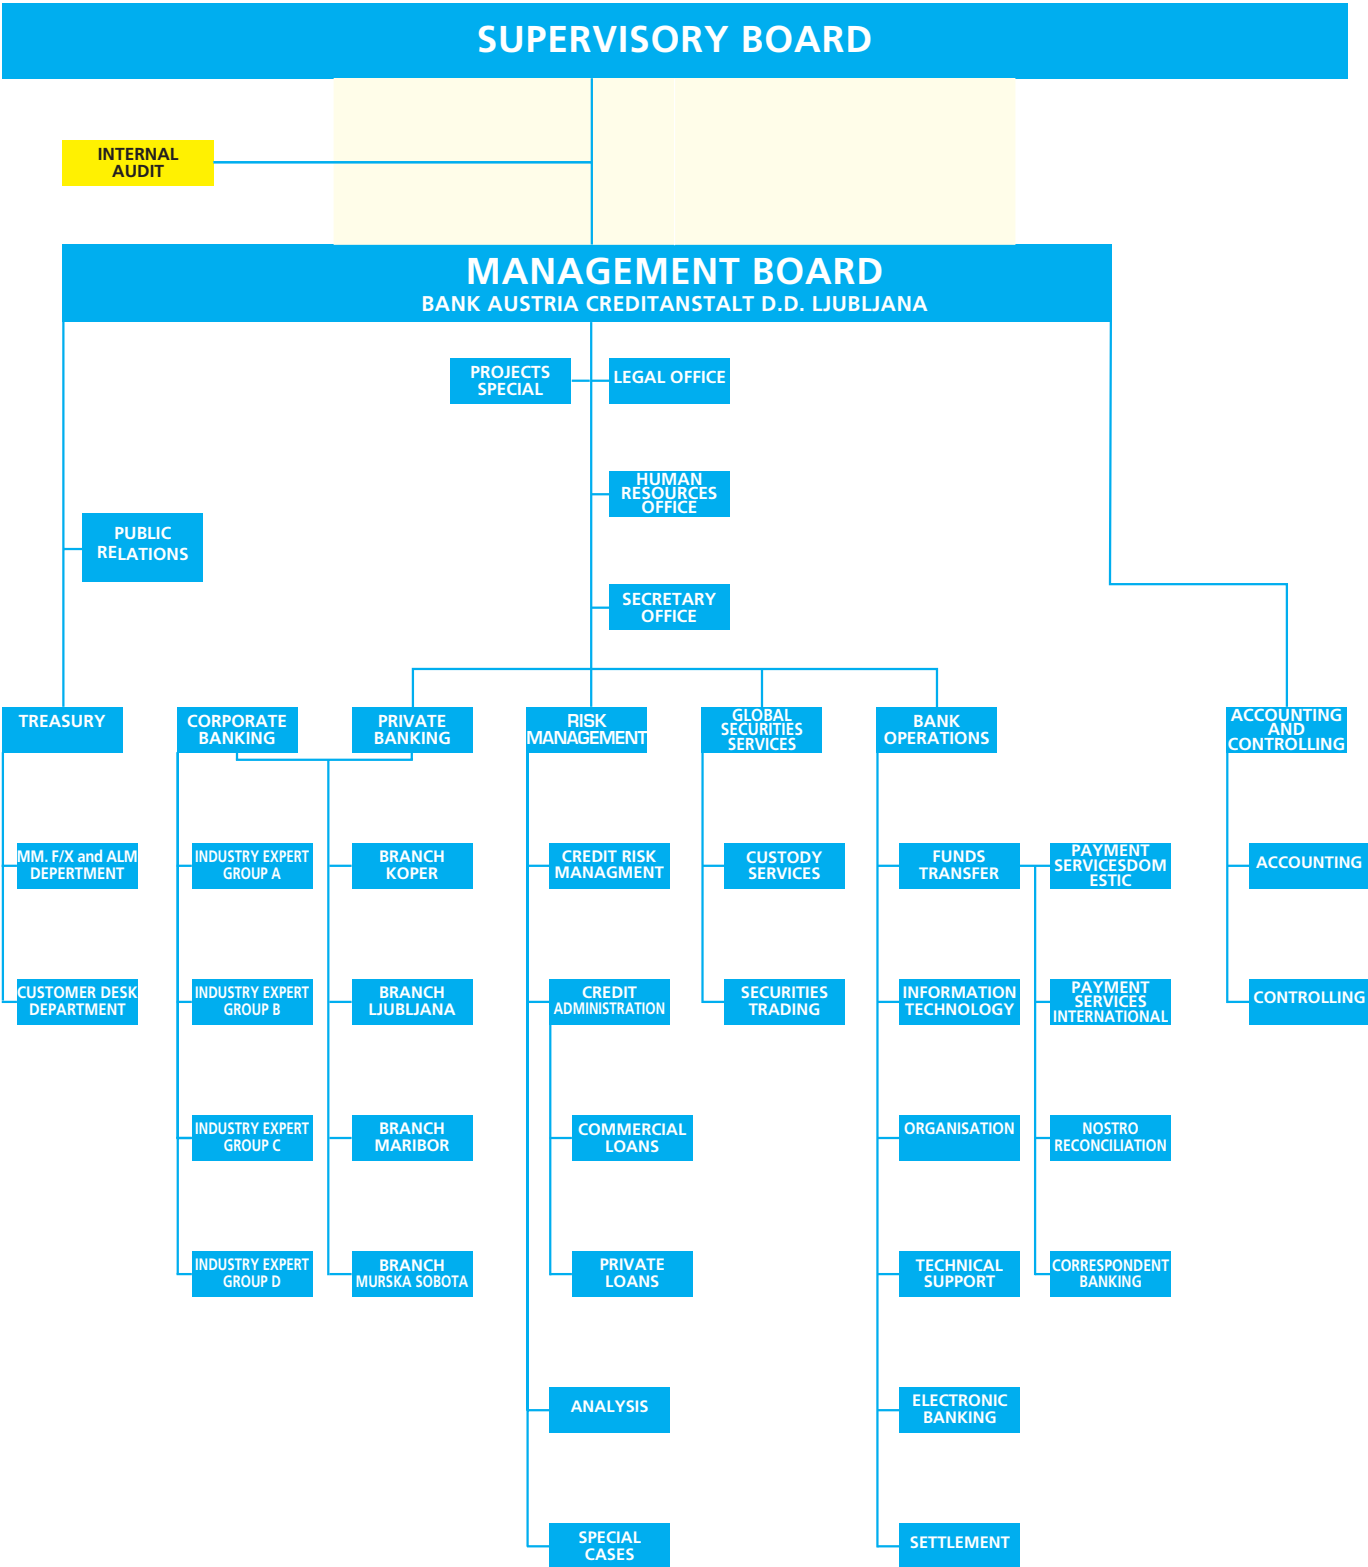 SUPERVISORY BOARD
INTERNAL
AUDIT
MANAGEMENT BOARD
BANK AUSTRIA CREDITANSTALT D.D. LJUBLJANA
PROJECTS
SPECIAL
LEGAL OFFICE
HUMAN
RESOURCES
OFFICE
PUBLIC
RELATIONS
SECRETARY
OFFICE
TREASURY
CORPORATE
BANKING
PRIVATE
BANKING
RISK
MANAGEMENT
GLOBAL
SECURITIES
SERVICES
BANK
OPERATIONS
ACCOUNTING
AND
CONTROLLING
MM. F/X and ALM
DEPERTMENT
INDUSTRY EXPERT
GROUP A
BRANCH
KOPER
CREDIT RISK
MANAGMENT
CUSTODY
SERVICES
FUNDS
TRANSFER
PAYMENT
SERVICESDOM
ESTIC
ACCOUNTING
CUSTOMER DESK
DEPARTMENT
INDUSTRY EXPERT
GROUP B
BRANCH
LJUBLJANA
CREDIT
ADMINISTRATION
SECURITIES
TRADING
INFORMATION
TECHNOLOGY
PAYMENT
SERVICES
INTERNATIONAL
CONTROLLING
INDUSTRY EXPERT
GROUP C
BRANCH
MARIBOR
COMMERCIAL
LOANS
ORGANISATION
NOSTRO
RECONCILIATION
INDUSTRY EXPERT
GROUP D
BRANCH
MURSKA SOBOTA
PRIVATE
LOANS
TECHNICAL
SUPPORT
CORRESPONDENT
BANKING
ANALYSIS
ELECTRONIC
BANKING
SPECIAL
CASES
SETTLEMENT